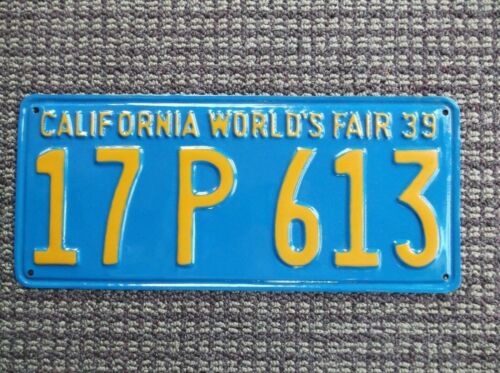 CALIFORNIA WORLD'S FAIR 39
17 P 613